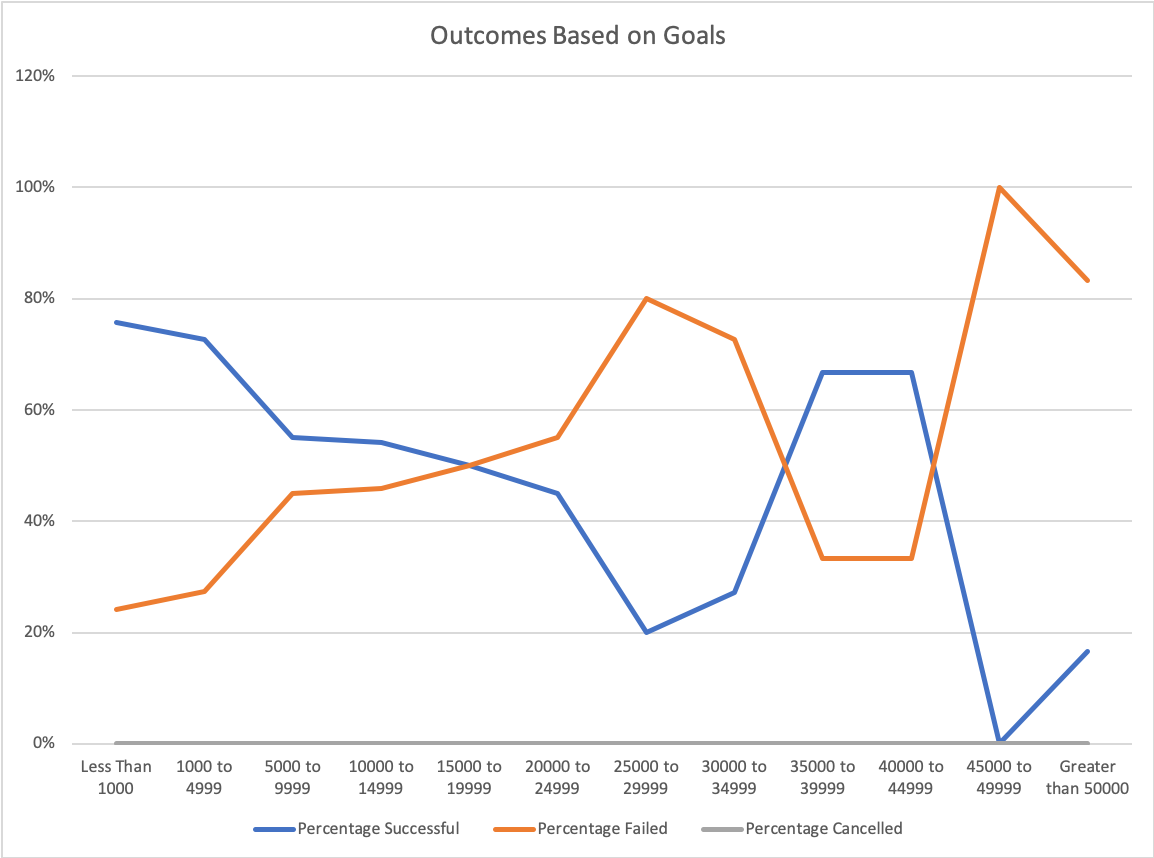 Outcomes Based on Goals
120%
100%
80%
60%
40%
20%
0%
Less Than 1000 to 5000 to 10000 to 15000 to 20000 to 25000 to 30000 to 35000 to 40000 to 45000 to Greater
1000 4999 9999 14999 19999 24999 29999 34999 39999 44999 49999 than 50000
Percentage Successful Percentage Failed Percentage Cancelled